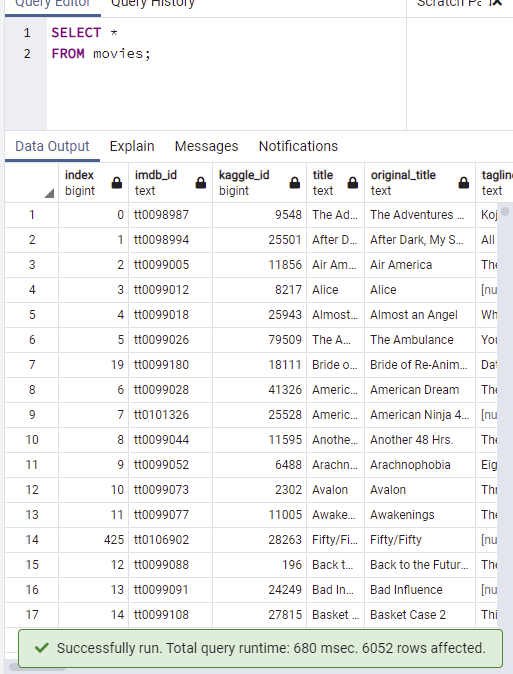 Query Editor Query History Scratch Pa
1 SELECT *
2 FROM movies;
Data Output Explain Messages Notifications
index imdb_id kaggle_id title original_title tagline
bigint text bigint text text text
1 0 tt0098987 9548 The Ad... The Adventures ... Koj
2 1 tt0098994 25501 After D... After Dark, My S... All
3 2 tt0099005 11856 Air Am... Air America The
4 3 tt0099012 8217 Alice Alice [nu
5 4 tt0099018 25943 Almost... Almost an Angel Wh
6 5 tt0099026 79509 The A... The Ambulance You
7 19 tt0099180 18111 Bride o... Bride of Re-Anim... Dat
8 6 tt0099028 41326 Americ... American Dream The
9 7 tt0101326 25528 Americ... American Ninja 4... [nu
10 8 tt0099044 11595 Anothe... Another 48 Hrs. The
11 9 tt0099052 6488 Arachn... Arachnophobia Eig
12 10 tt0099073 2302 Avalon Avalon Thr
13 11 tt0099077 11005 Awake... Awakenings The
14 425 tt0106902 28263 Fifty/Fi... Fifty/Fifty [nu
15 12 tt0099088 196 Back t... Back to the Futur... The
16 13 tt0099091 24249 Bad In... Bad Influence [nu
17 14 tt0099108 27815 Basket ... Basket Case 2 Thi
Successfully run. Total query runtime: 680 msec. 6052 rows affected.